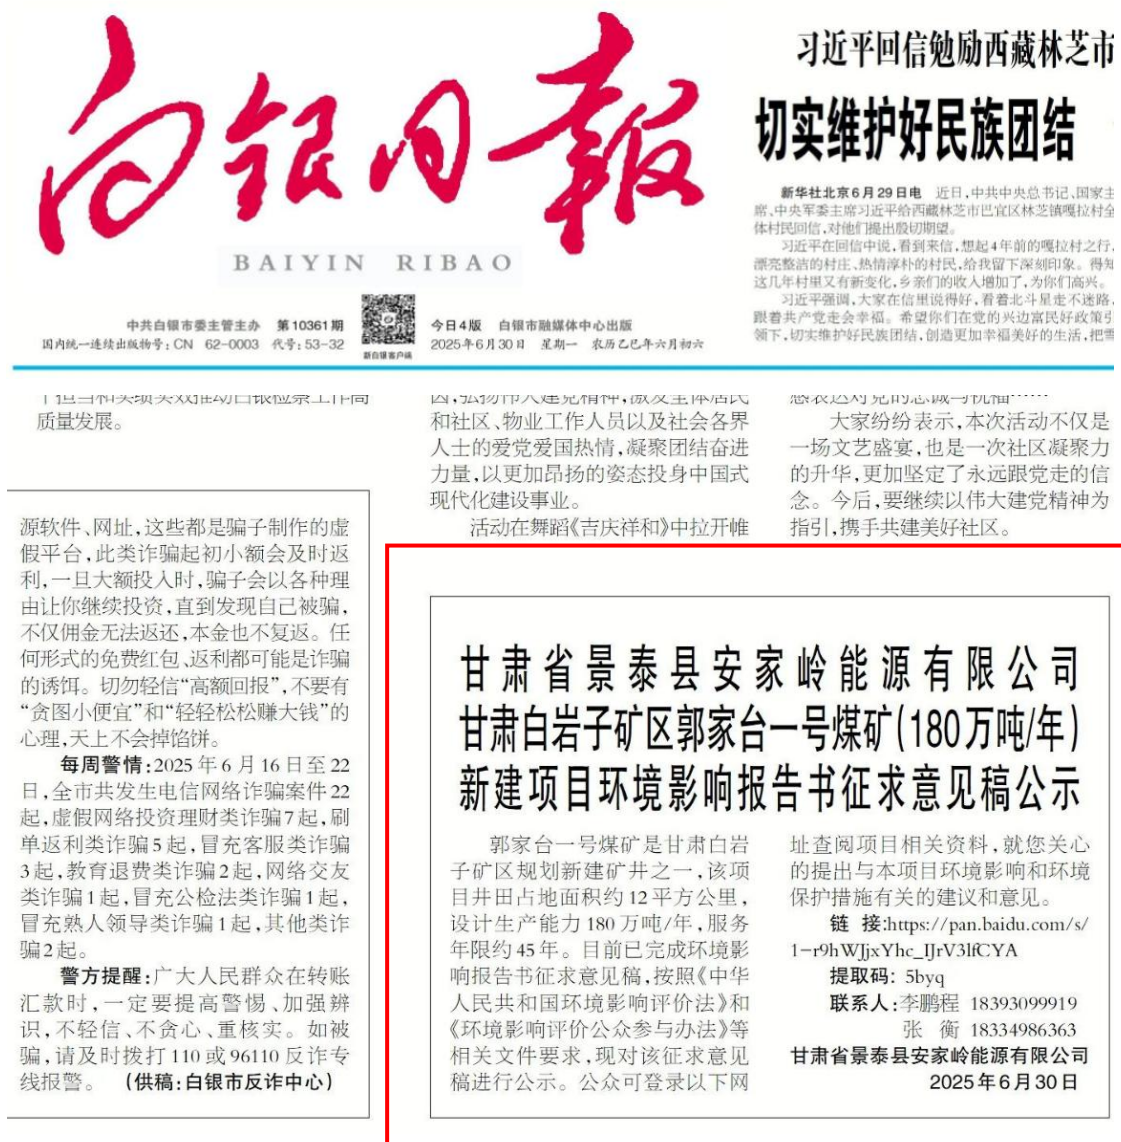 白银日报
BAIYIN RIBAO
中共白银市委主管主办 第10361期
国内统一连续出版物号:CN 62-0003 代号:53-32
新白银客户端
今日4版 白银市融媒体中心出版
2025年6月30日 星期一 农历乙巳年六月初六
习近平回信勉励西藏林芝市
切实维护好民族团结
新华社北京6月29日电 近日,中共中央总书记、国家主
席、中央军委主席习近平给西藏林芝市巴宜区林芝镇嘎拉村全
体村民回信,对他们提出殷切期望。
习近平在回信中说,看到来信,想起4年前的嘎拉村之行,
漂亮整洁的村庄、热情淳朴的村民,给我留下深刻印象。得知
这几年村里又有新变化,乡亲们的收入增加了,为你们高兴。
习近平强调,大家在信里说得好,看着北斗星走不迷路,
跟着共产党走会幸福。希望你们在党的兴边富民好政策引
领下,切实维护好民族团结,创造更加幸福美好的生活,把雪
个担当和实绩实效推动白银检察工作高
质量发展。
因,弘扬伟大建党精神,激发全体居民
和社区、物业工作人员以及社会各界
人士的爱党爱国热情,凝聚团结奋进
力量,以更加昂扬的姿态投身中国式
现代化建设事业。
活动在舞蹈《吉庆祥和》中拉开帷
感表达对党的忠诚与祝福……
大家纷纷表示,本次活动不仅是
一场文艺盛宴,也是一次社区凝聚力
的升华,更加坚定了永远跟党走的信
念。今后,要继续以伟大建党精神为
指引,携手共建美好社区。
源软件、网址,这些都是骗子制作的虚
假平台,此类诈骗起初小额会及时返
利,一旦大额投入时,骗子会以各种理
由让你继续投资,直到发现自己被骗,
不仅佣金无法返还,本金也不复返。任
何形式的免费红包、返利都可能是诈骗
的诱饵。切勿轻信“高额回报”,不要有
“贪图小便宜”和“轻轻松松赚大钱”的
心理,天上不会掉馅饼。
每周警情:2025年6月16日至22
日,全市共发生电信网络诈骗案件22
起,虚假网络投资理财类诈骗7起,刷
单返利类诈骗5起,冒充客服类诈骗
3起,教育退费类诈骗2起,网络交友
类诈骗1起,冒充公检法类诈骗1起,
冒充熟人领导类诈骗1起,其他类诈
骗2起。
警方提醒:广大人民群众在转账
汇款时,一定要提高警惕、加强辨
识,不轻信、不贪心、重核实。如被
骗,请及时拨打110或96110反诈专
线报警。 (供稿:白银市反诈中心)
甘肃省景泰县安家岭能源有限公司
甘肃白岩子矿区郭家台一号煤矿(180万吨/年)
新建项目环境影响报告书征求意见稿公示
郭家台一号煤矿是甘肃白岩
子矿区规划新建矿井之一,该项
目井田占地面积约12平方公里,
设计生产能力180万吨/年,服务
年限约45年。目前已完成环境影
响报告书征求意见稿,按照《中华
人民共和国环境影响评价法》和
《环境影响评价公众参与办法》等
相关文件要求,现对该征求意见
稿进行公示。公众可登录以下网
址查阅项目相关资料,就您关心
的提出与本项目环境影响和环境
保护措施有关的建议和意见。
链 接:https://pan.baidu.com/s/
1-r9hWJjxYhc_IJrV3lfCYA
提取码: 5byq
联系人:李鹏程 18393099919
张 衡 18334986363
甘肃省景泰县安家岭能源有限公司
2025年6月30日